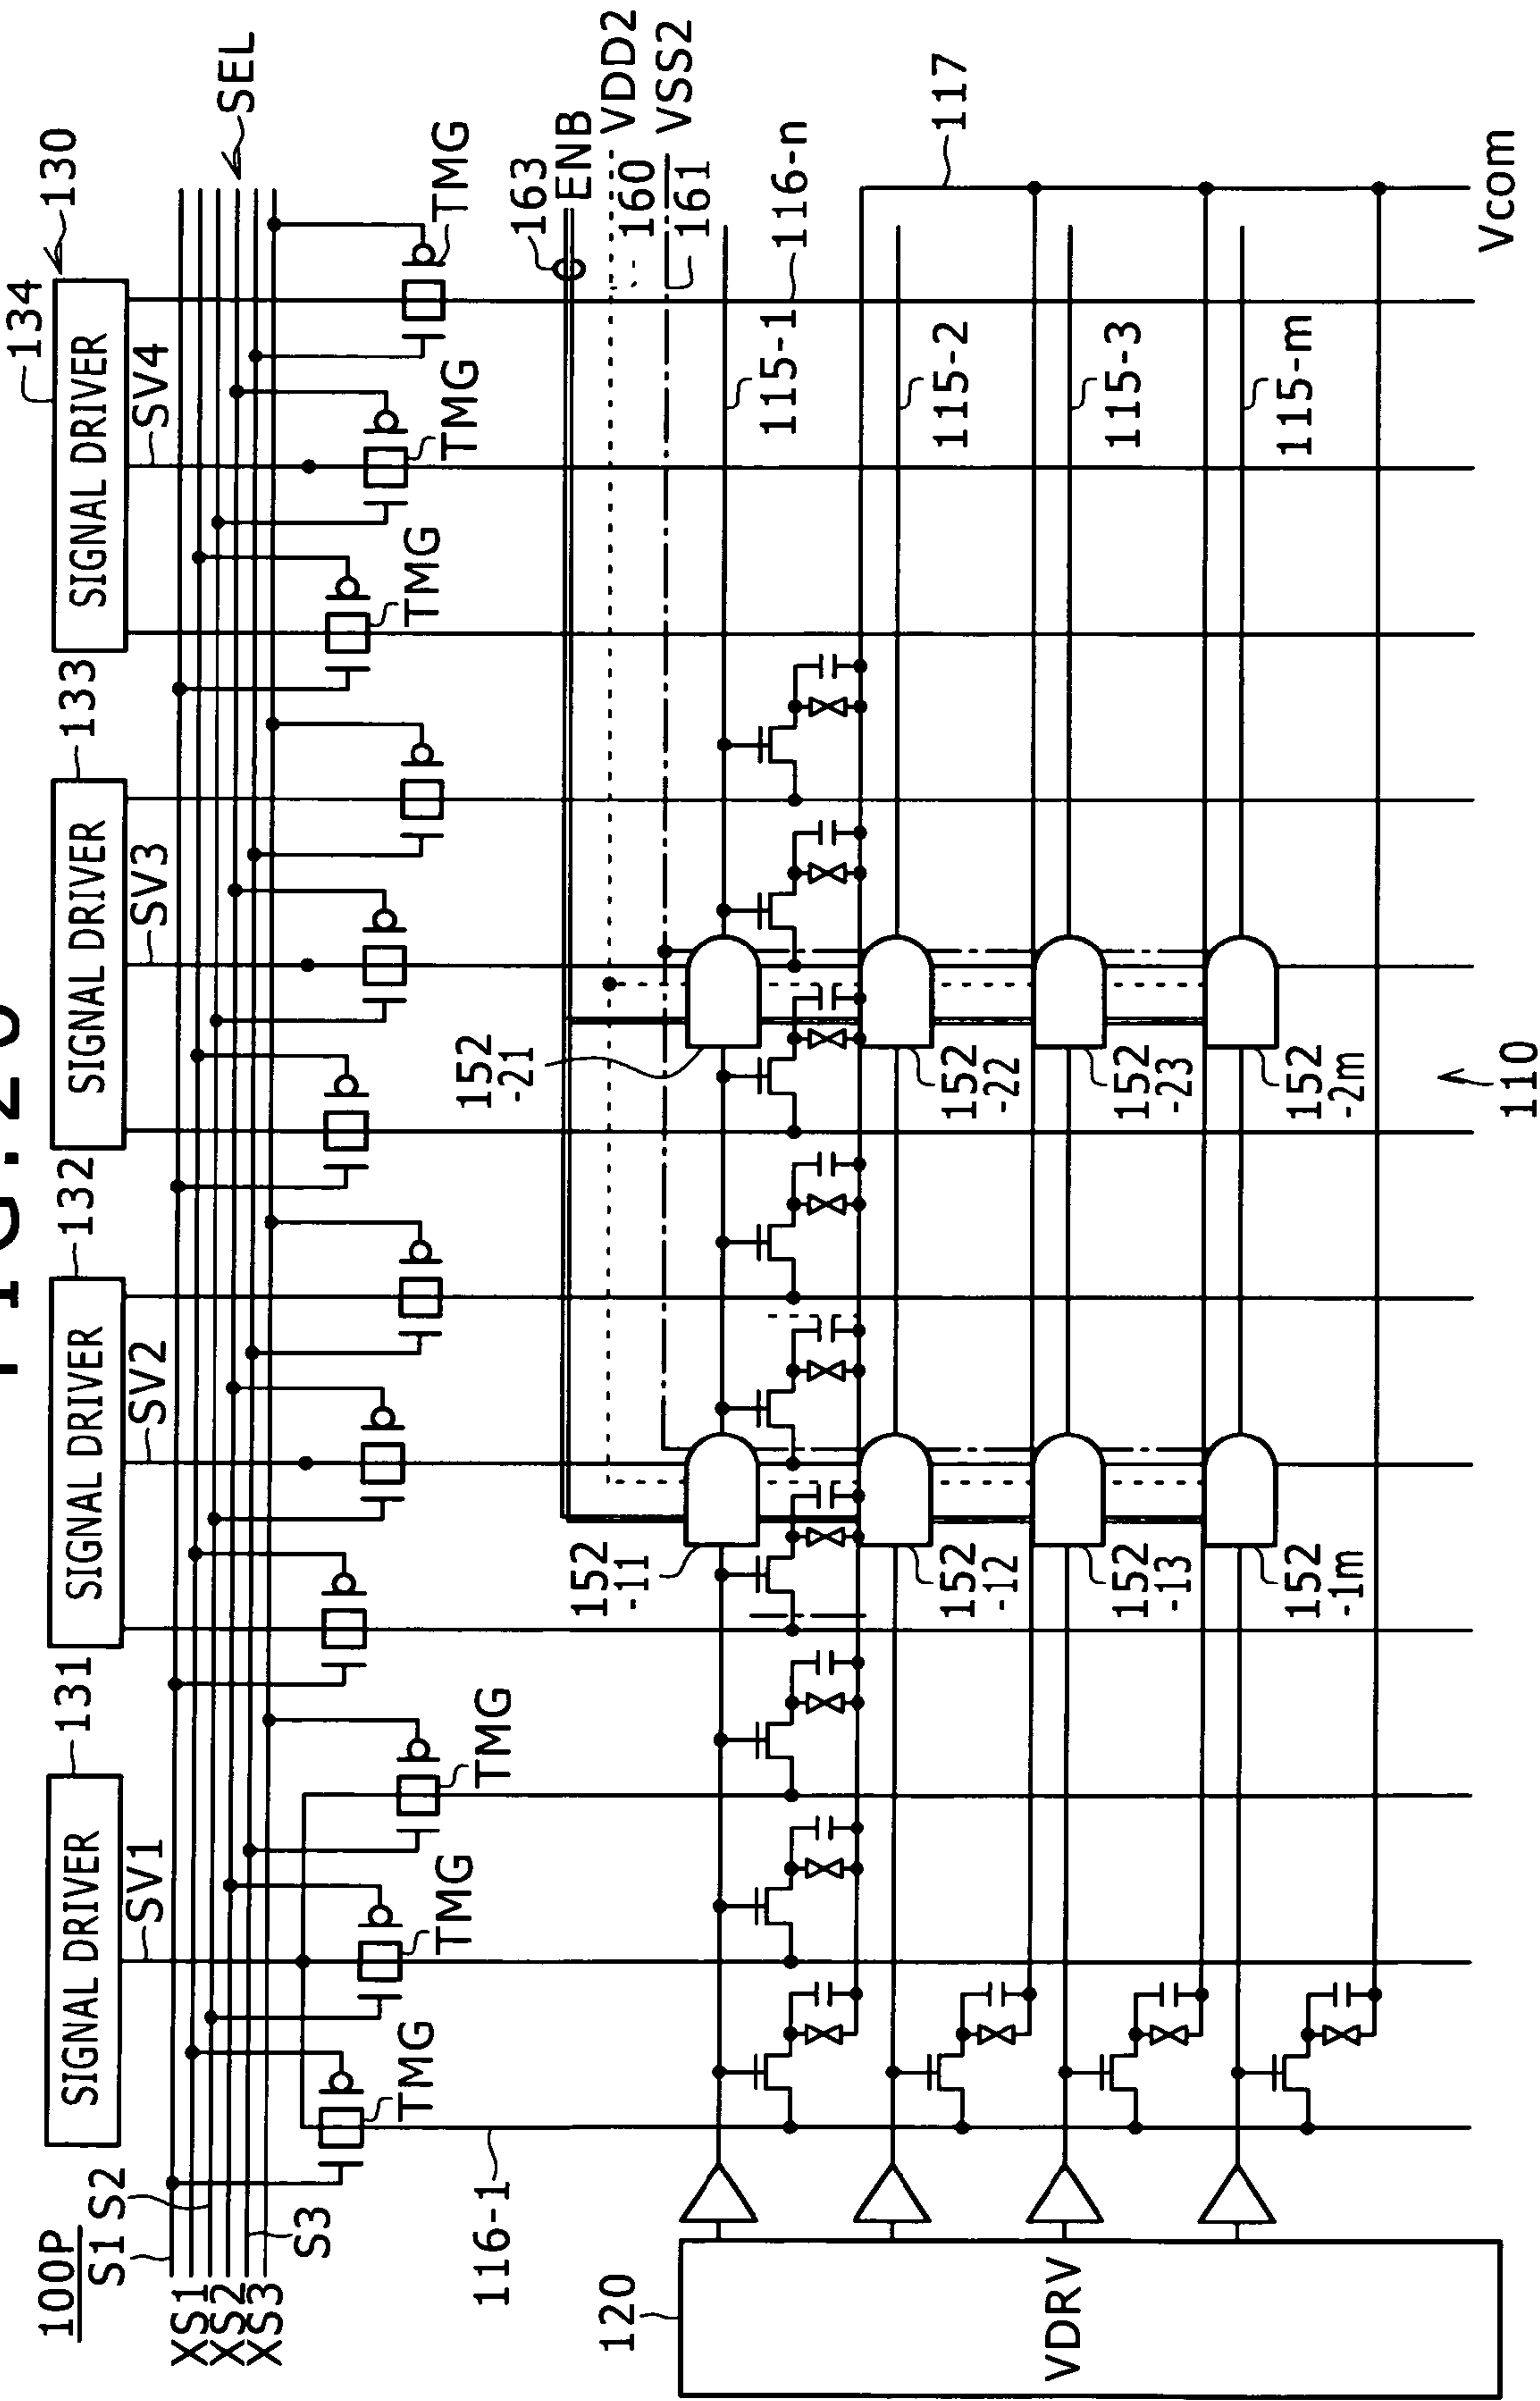 100P
130
131
132
133
134
SIGNAL DRIVER
SIGNAL DRIVER
SIGNAL DRIVER
SIGNAL DRIVER
SV1
SV2
SV3
SV4
S1
S2
S3
XS1
XS2
XS3
SEL
TMG
TMG
TMG
TMG
TMG
TMG
163
ENB
VDD2
160
VSS2
161
116-1
116-n
117
152
-11
152
-21
115-1
152
-12
152
-22
115-2
152
-13
152
-23
115-3
152
-1m
152
-2m
115-m
120
VDRV
Vcom
110